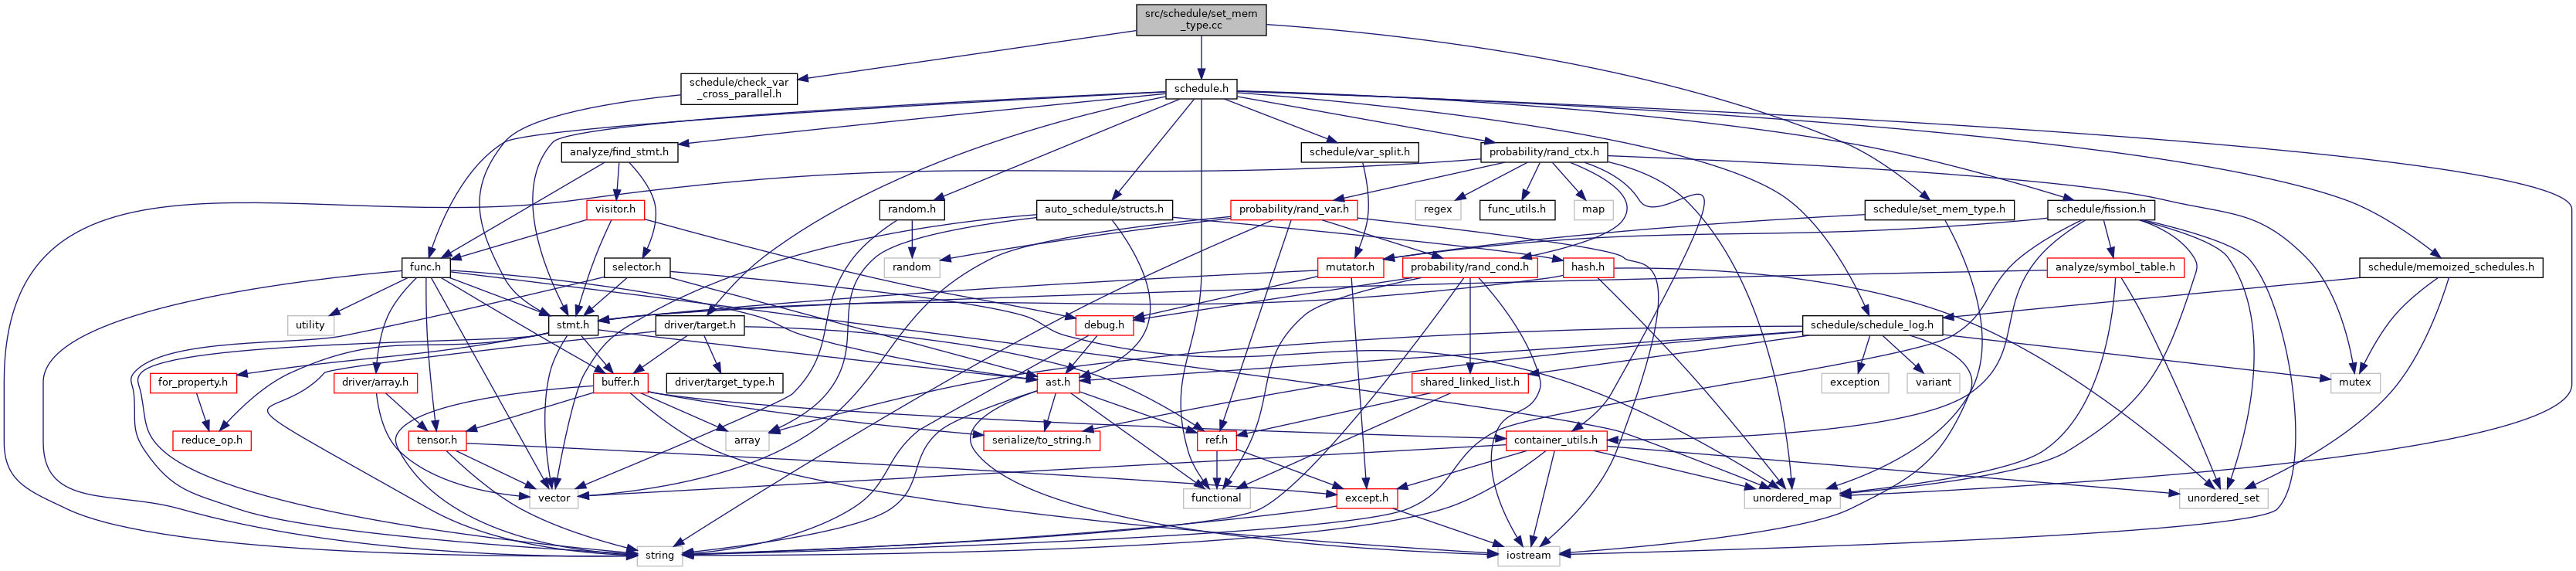 src/schedule/set_mem
_type.cc
schedule/check_var
_cross_parallel.h
schedule.h
analyze/find_stmt.h
schedule/var_split.h
probability/rand_ctx.h
visitor.h
random.h
auto_schedule/structs.h
probability/rand_var.h
regex
func_utils.h
map
schedule/set_mem_type.h
schedule/fission.h
func.h
selector.h
random
mutator.h
probability/rand_cond.h
hash.h
analyze/symbol_table.h
schedule/memoized_schedules.h
utility
stmt.h
driver/target.h
debug.h
schedule/schedule_log.h
for_property.h
driver/array.h
buffer.h
driver/target_type.h
ast.h
shared_linked_list.h
exception
variant
mutex
reduce_op.h
tensor.h
array
serialize/to_string.h
ref.h
container_utils.h
vector
functional
except.h
unordered_map
unordered_set
string
iostream